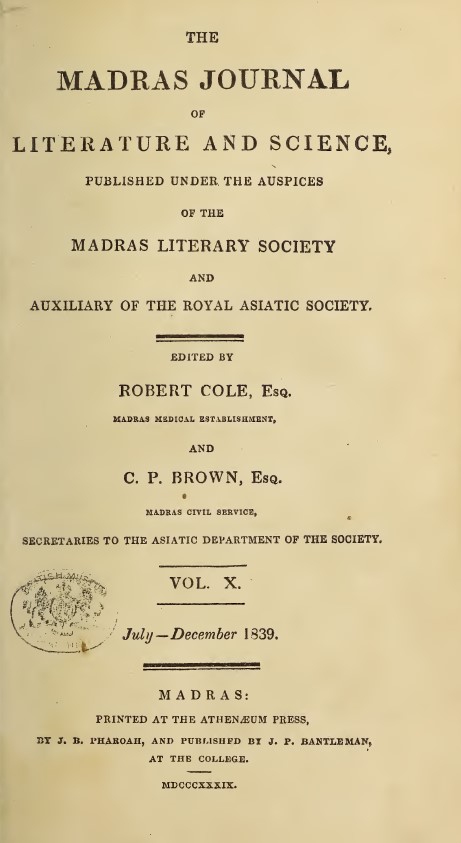 THE
MADRAS JOURNAL
OF
LITERATURE AND SCIENCE,
PUBLISHED UNDER THE AUSPICES
OF THE
MADRAS LITERARY SOCIETY
AND
AUXILIARY OF THE ROYAL ASIATIC SOCIETY.
EDITED BY
ROBERT COLE, Esq.
MADRAS MEDICAL ESTABLISHMENT,
AND
C. P. BROWN, Esq.
MADRAS CIVIL SERVICE,
SECRETARIES TO THE ASIATIC DEPARTMENT OF THE SOCIETY.
BRITISH MUSEUM
VOL. X.
July—December 1839.
MADRAS:
PRINTED AT THE ATHENÆUM PRESS,
BY J. B. PHAROAH, AND PUBLISHED BY J. P. BANTLEMAN,
AT THE COLLEGE.
MDCCCXXXIX.